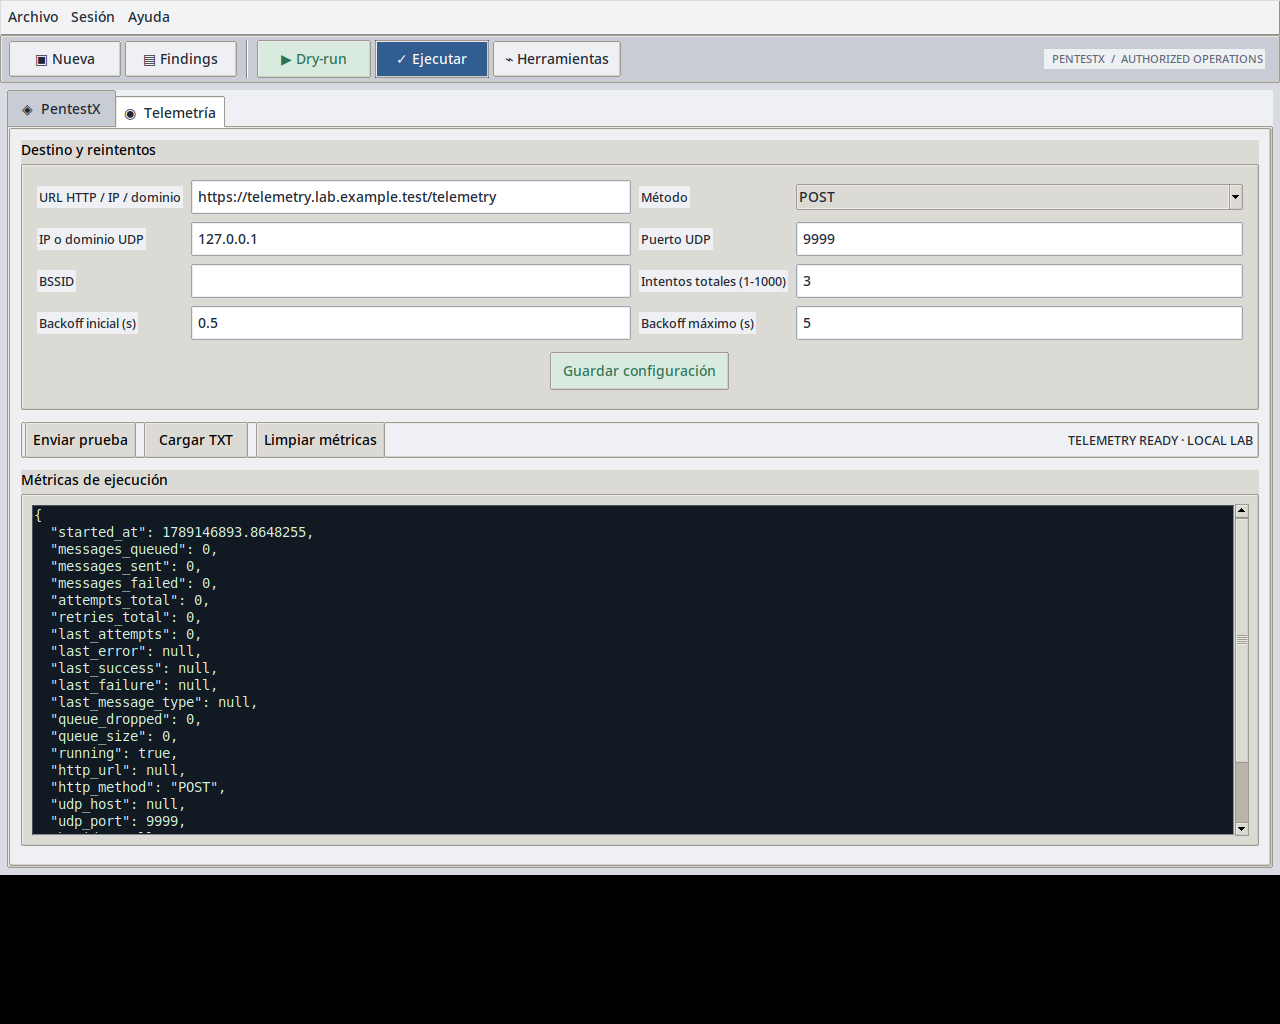 Archivo Sesión Ayuda
▣ Nueva ▤ Findings ▶ Dry-run ✓ Ejecutar ⌁ Herramientas PENTESTX / AUTHORIZED OPERATIONS
◈ PentestX ◉ Telemetría
Destino y reintentos
URL HTTP / IP / dominio https://telemetry.lab.example.test/telemetry Método POST
IP o dominio UDP 127.0.0.1 Puerto UDP 9999
BSSID Intentos totales (1-1000) 3
Backoff inicial (s) 0.5 Backoff máximo (s) 5
Guardar configuración
Enviar prueba Cargar TXT Limpiar métricas TELEMETRY READY · LOCAL LAB
Métricas de ejecución
{
  "started_at": 1789146893.8648255,
  "messages_queued": 0,
  "messages_sent": 0,
  "messages_failed": 0,
  "attempts_total": 0,
  "retries_total": 0,
  "last_attempts": 0,
  "last_error": null,
  "last_success": null,
  "last_failure": null,
  "last_message_type": null,
  "queue_dropped": 0,
  "queue_size": 0,
  "running": true,
  "http_url": null,
  "http_method": "POST",
  "udp_host": null,
  "udp_port": 9999,